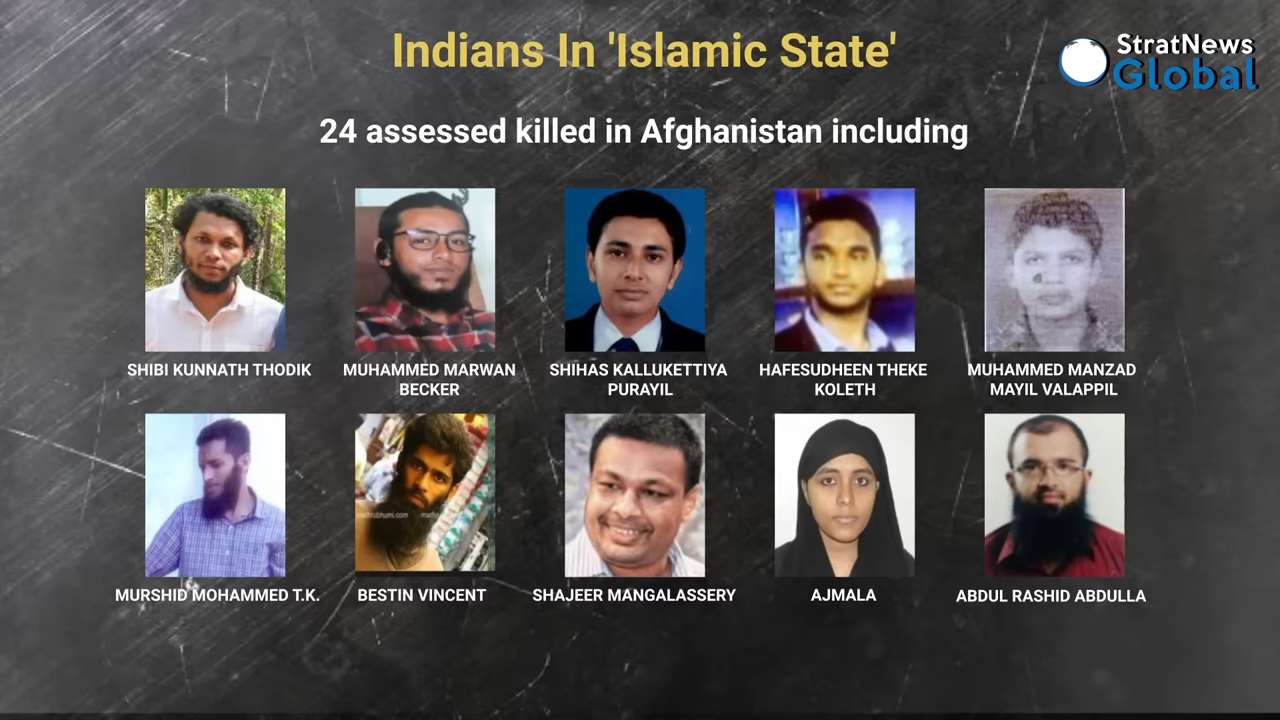 Indians In 'Islamic State'
StratNews
Global
24 assessed killed in Afghanistan including
SHIBI KUNNATH THODIK
MUHAMMED MARWAN
BECKER
SHIHAS KALLUKETTIYA
PURAYIL
HAFESUDHEEN THEKE
KOLETH
MUHAMMED MANZAD
MAYIL VALAPPIL
mathrubhumi.com
MURSHID MOHAMMED T.K.
BESTIN VINCENT
SHAJEER MANGALASSERY
AJMALA
ABDUL RASHID ABDULLA